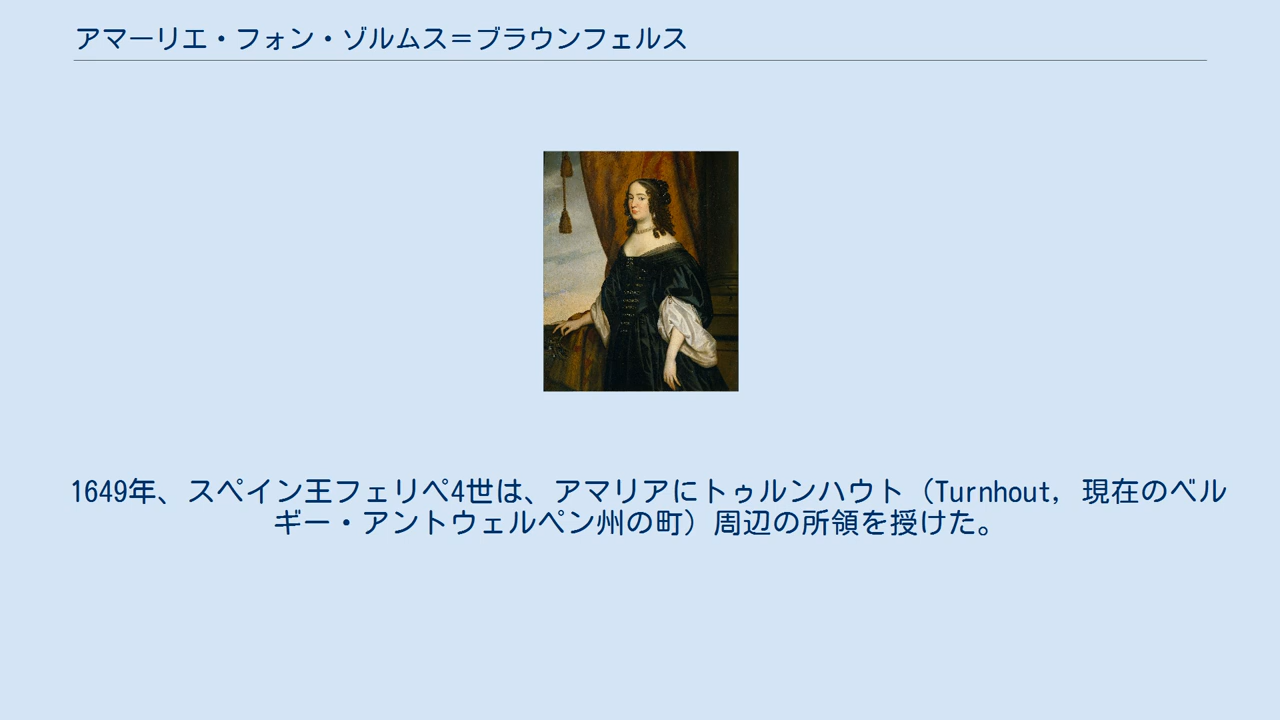 アマーリエ・フォン・ゾルムス＝ブラウンフェルス
1649年、スペイン王フェリペ4世は、アマリアにトゥルンハウト（Turnhout, 現在のベル
ギー・アントウェルペン州の町）周辺の所領を授けた。